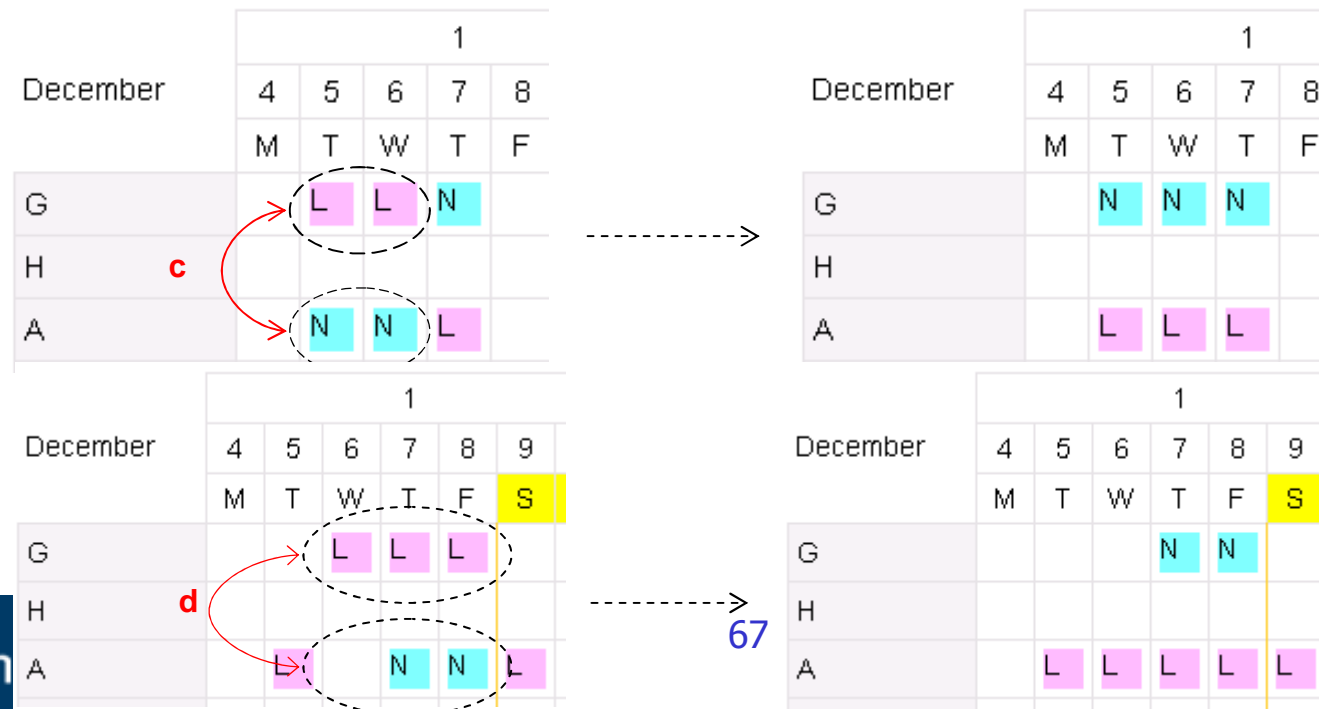 1
December 4 5 6 7 8
M T W T F
G L L N
H
c
A N N L
1
December 4 5 6 7 8
M T W T F
G N N N
H
A L L L
1
December 4 5 6 7 8 9
M T W T F S
G L L L
H
d
A L N N L
67
1
December 4 5 6 7 8 9
M T W T F S
G N N
H
A L L L L L